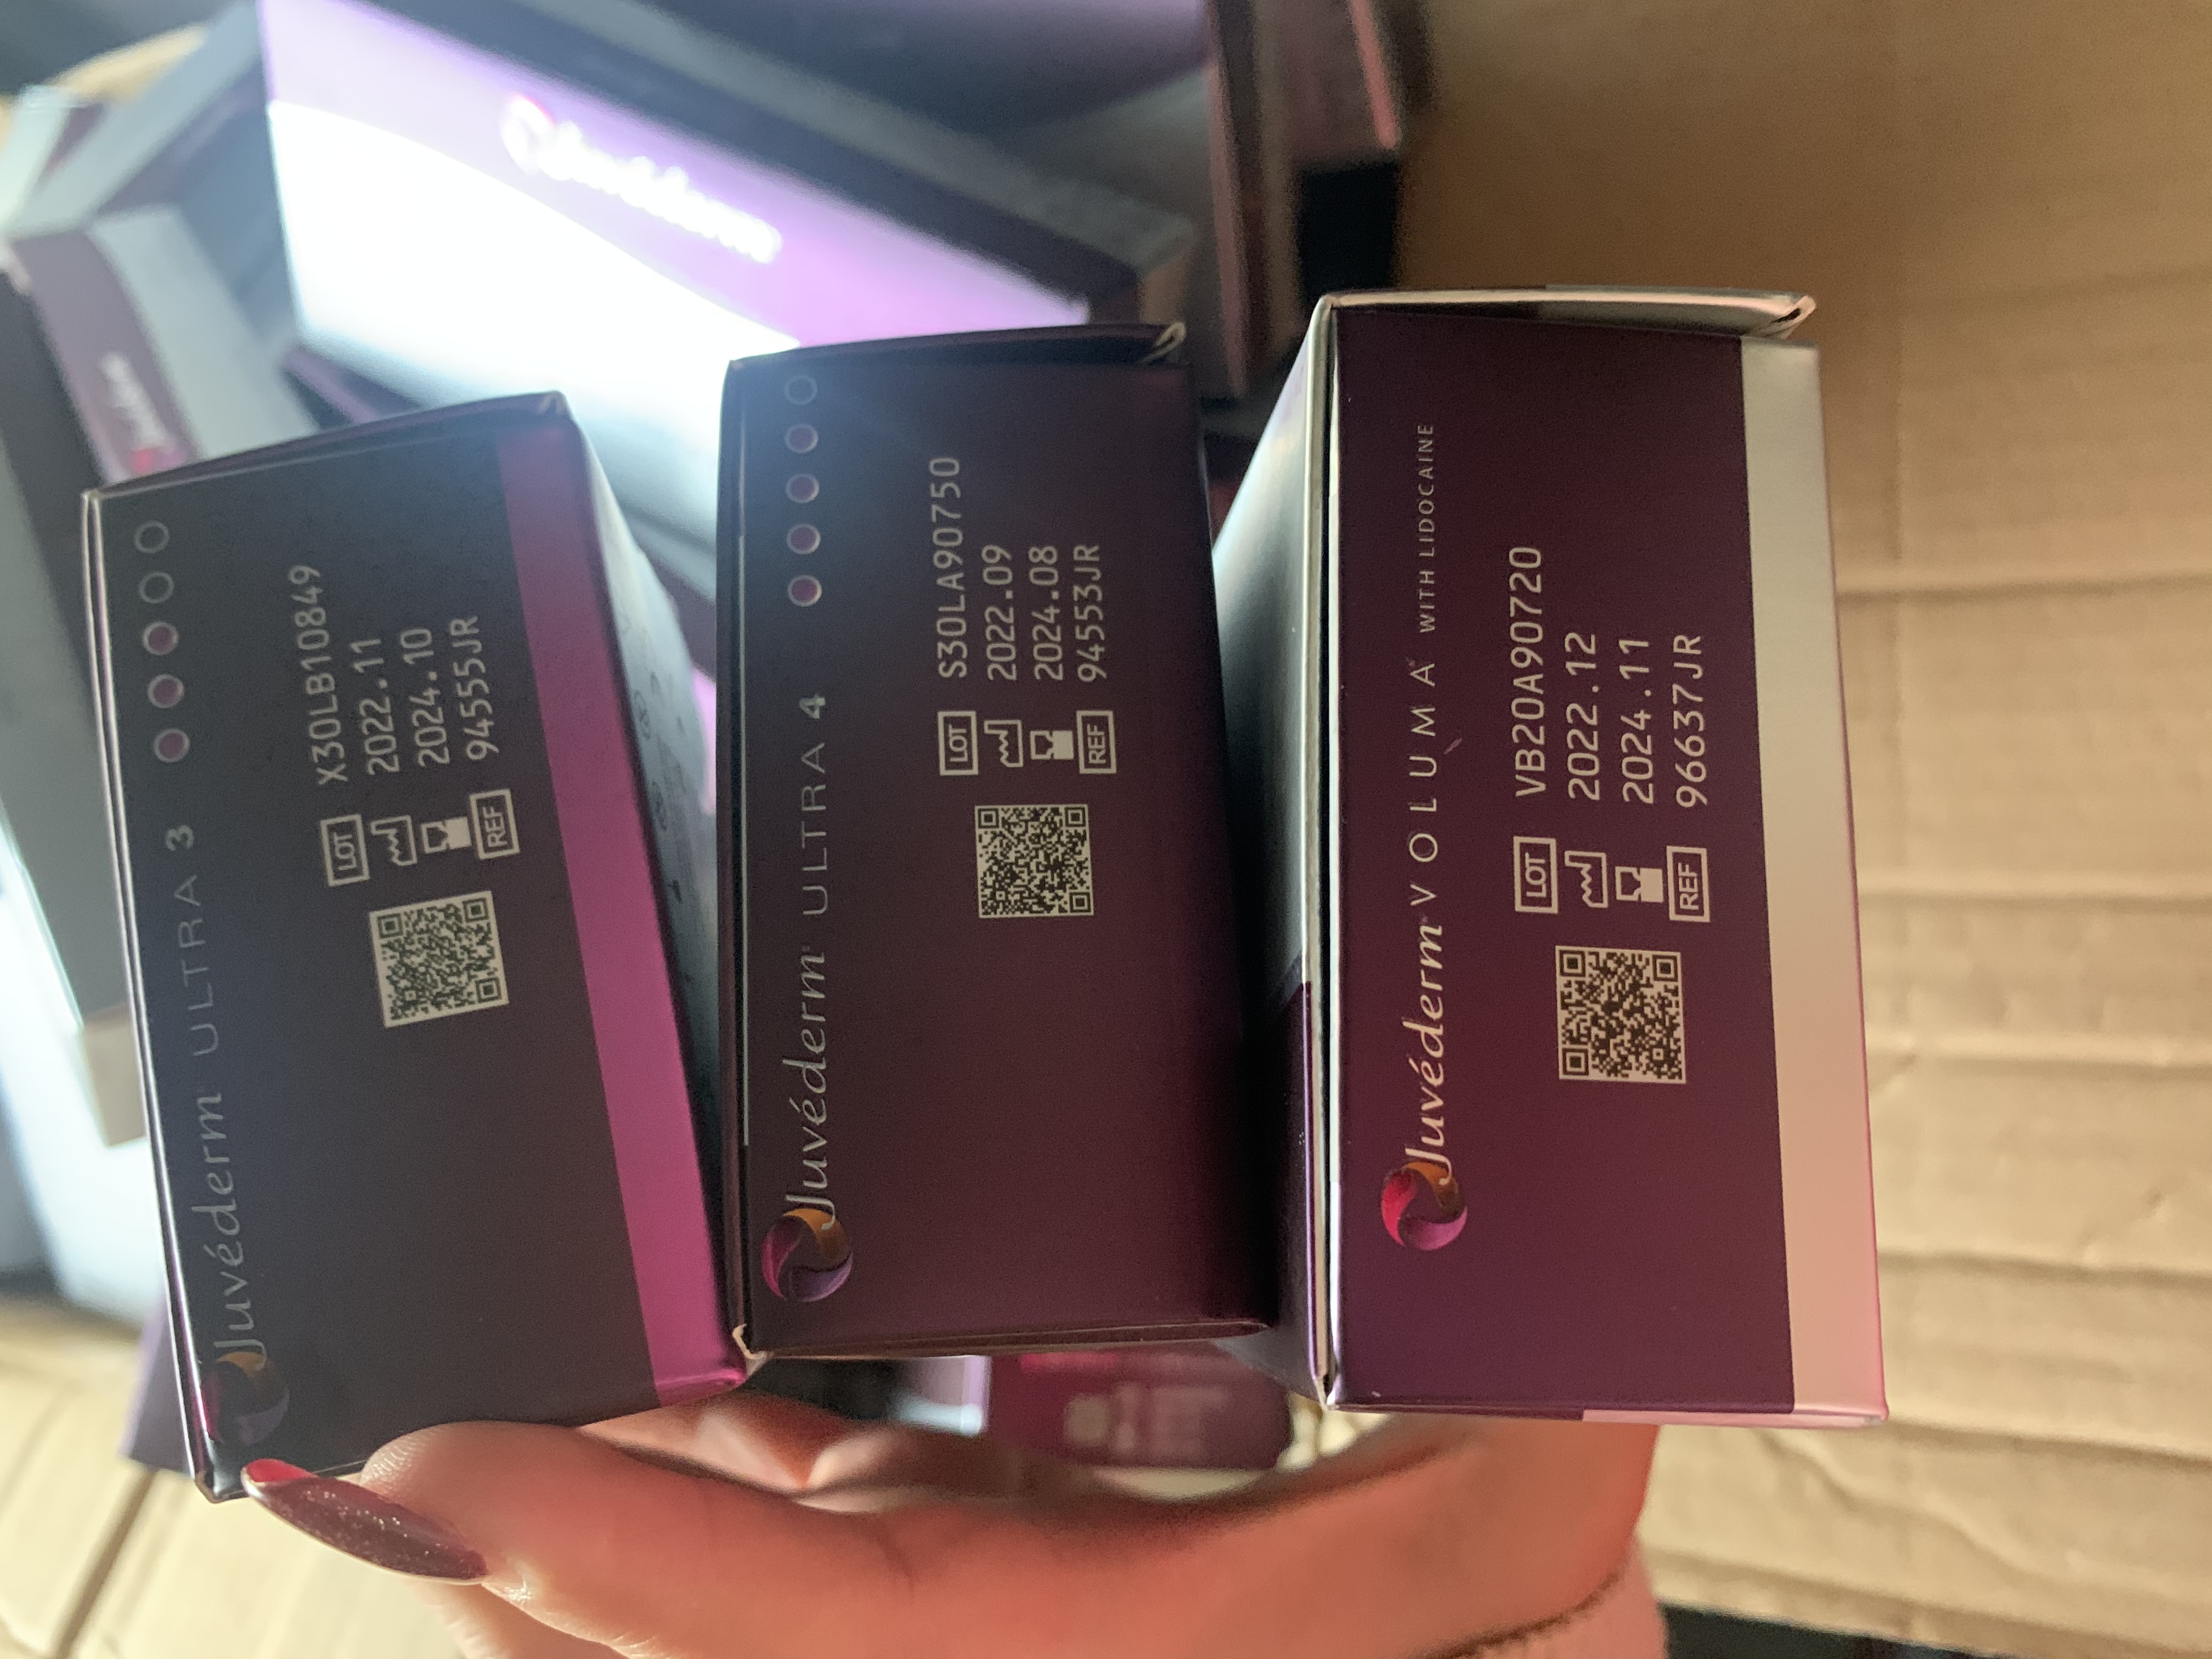 Juvéderm ULTRA 3
LOT X30LB10849
2022.11
2024.10
REF 94555JR
Juvéderm ULTRA 4
LOT S30LA90750
2022.09
2024.08
REF 94553JR
Juvéderm VOLUMA WITH LIDOCAINE
LOT VB20A90720
2022.12
2024.11
REF 96637JR
Juvéderm